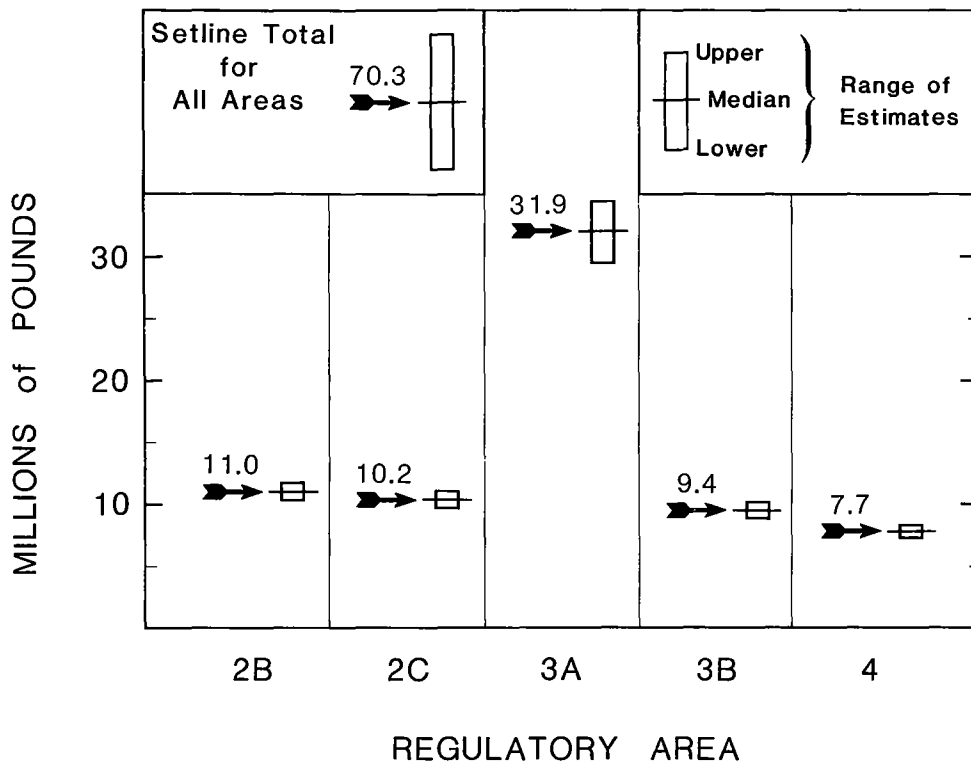 Setline Total
for
All Areas
70.3
Upper
Median
Lower
Range of
Estimates
MILLIONS of POUNDS
30
20
10
11.0
10.2
31.9
9.4
7.7
2B
2C
3A
3B
4
REGULATORY AREA